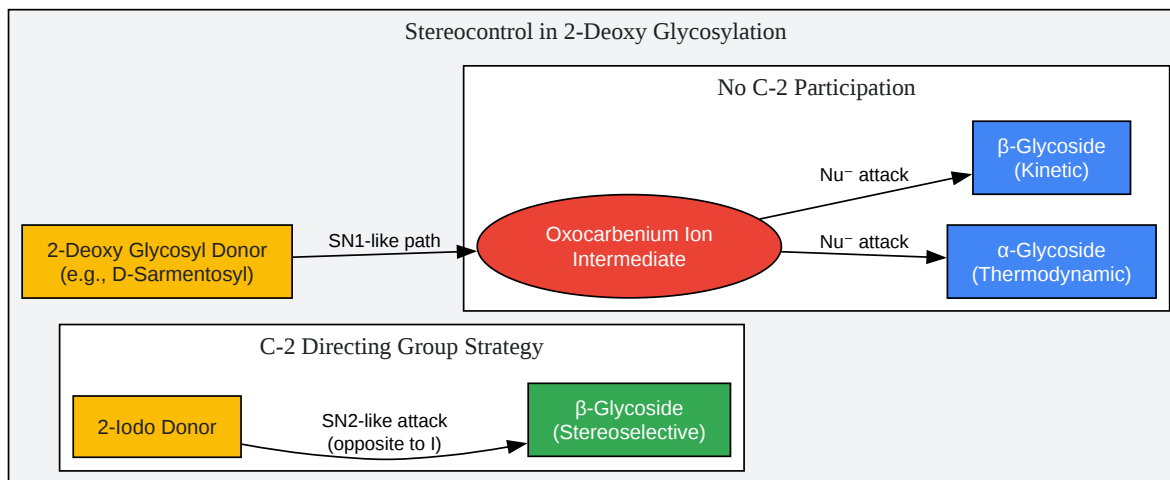 Stereocontrol in 2-Deoxy Glycosylation
No C-2 Participation
β-Glycoside
(Kinetic)
Nu⁻ attack
2-Deoxy Glycosyl Donor
(e.g., D-Sarmentosyl)
SN1-like path
Oxocarbenium Ion
Intermediate
Nu⁻ attack
α-Glycoside
(Thermodynamic)
C-2 Directing Group Strategy
2-Iodo Donor
SN2-like attack
(opposite to I)
β-Glycoside
(Stereoselective)